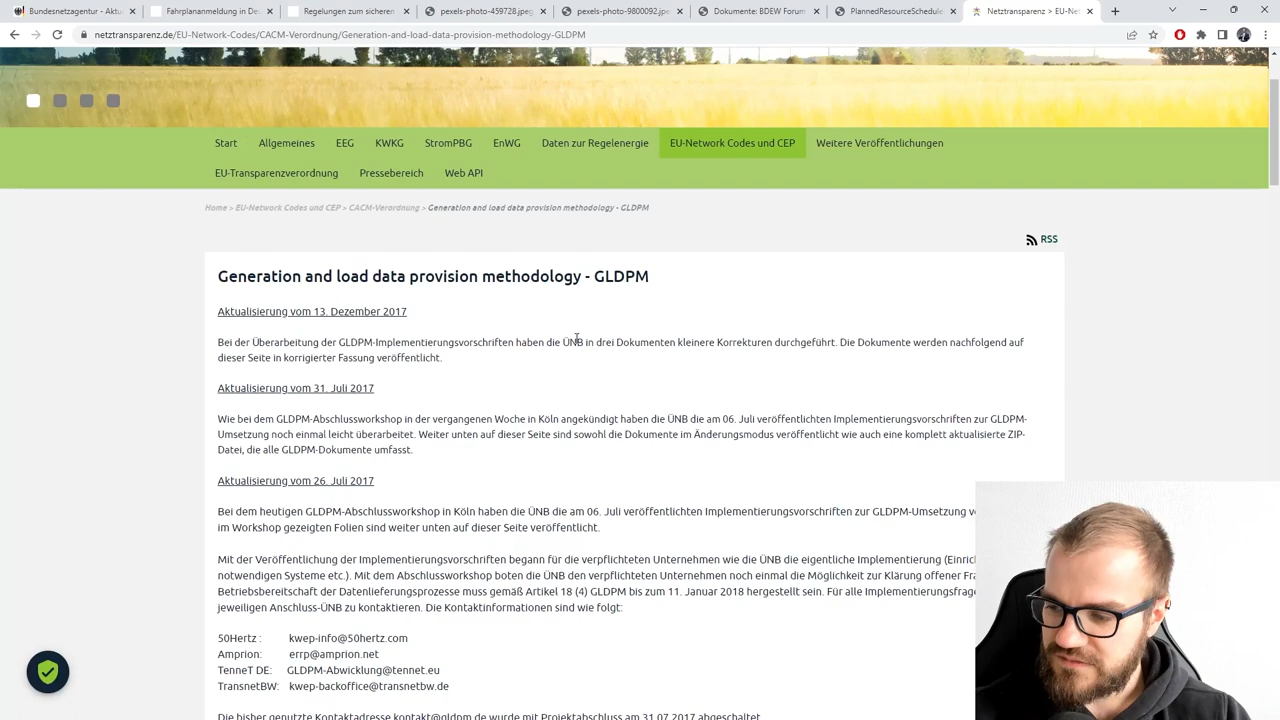 Bundesnetzagentur - Aktu
Fahrplananmeldung in De
Regelungen zum sicheren
pexels-photo-459728.jpeg
pexels-photo-9800092.jpe
Dokumente: BDEW Forum
PlannedResourceSchedule
Netztransparenz > EU-Ne
netztransparenz.de/EU-Network-Codes/CACM-Verordnung/Generation-and-load-data-provision-methodology-GLDPM
Start Allgemeines EEG KWKG StromPBG EnWG Daten zur Regelenergie EU-Network Codes und CEP Weitere Veröffentlichungen
EU-Transparenzverordnung Pressebereich Web API
Home > EU-Network Codes und CEP > CACM-Verordnung > Generation and load data provision methodology - GLDPM
RSS
Generation and load data provision methodology - GLDPM
Aktualisierung vom 13. Dezember 2017
Bei der Überarbeitung der GLDPM-Implementierungsvorschriften haben die ÜNB in drei Dokumenten kleinere Korrekturen durchgeführt. Die Dokumente werden nachfolgend auf
dieser Seite in korrigierter Fassung veröffentlicht.
Aktualisierung vom 31. Juli 2017
Wie bei dem GLDPM-Abschlussworkshop in der vergangenen Woche in Köln angekündigt haben die ÜNB die am 06. Juli veröffentlichten Implementierungsvorschriften zur GLDPM-
Umsetzung noch einmal leicht überarbeitet. Weiter unten auf dieser Seite sind sowohl die Dokumente im Änderungsmodus veröffentlicht wie auch eine komplett aktualisierte ZIP-
Datei, die alle GLDPM-Dokumente umfasst.
Aktualisierung vom 26. Juli 2017
Bei dem heutigen GLDPM-Abschlussworkshop in Köln haben die ÜNB die am 06. Juli veröffentlichten Implementierungsvorschriften zur GLDPM-Umsetzung
im Workshop gezeigten Folien sind weiter unten auf dieser Seite veröffentlicht.
Mit der Veröffentlichung der Implementierungsvorschriften begann für die verpflichteten Unternehmen wie die ÜNB die eigentliche Implementierung (Einric
notwendigen Systeme etc.). Mit dem Abschlussworkshop boten die ÜNB den verpflichteten Unternehmen noch einmal die Möglichkeit zur Klärung offener Fra
Betriebsbereitschaft der Datenlieferungsprozesse muss gemäß Artikel 18 (4) GLDPM bis zum 11. Januar 2018 hergestellt sein. Für alle Implementierungsfrage
jeweiligen Anschluss-ÜNB zu kontaktieren. Die Kontaktinformationen sind wie folgt:
50Hertz : kwep-info@50hertz.com
Amprion: errp@amprion.net
TenneT DE: GLDPM-Abwicklung@tennet.eu
TransnetBW: kwep-backoffice@transnetbw.de
Die bisher genutzte Kontaktadresse kontakt@gldpm.de wurde mit Projektabschluss am 31.07.2017 abgeschaltet